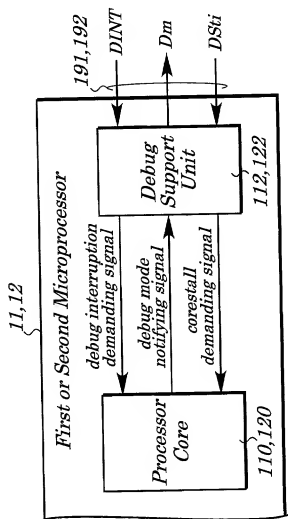 11,12
First or Second Microprocessor
191,192
Processor
Core
110,120
debug interruption
demanding signal
debug mode
notifying signal
corestall
demanding signal
Debug
Support
Unit
112,122
DINT
Dm
DSti